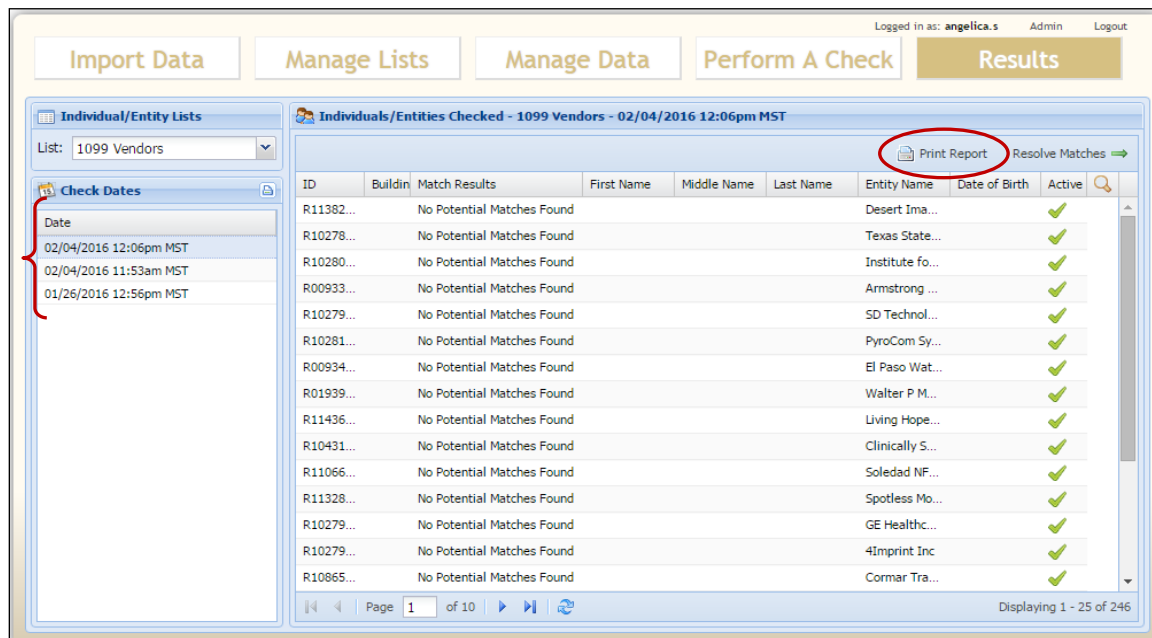 Logged in as: angelica.s Admin Logout
Import Data Manage Lists Manage Data Perform A Check Results
Individual/Entity Lists
List: 1099 Vendors
Check Dates
Date
02/04/2016 12:06pm MST
02/04/2016 11:53am MST
01/26/2016 12:56pm MST
Individuals/Entities Checked - 1099 Vendors - 02/04/2016 12:06pm MST
Print Report Resolve Matches
ID Buildin Match Results First Name Middle Name Last Name Entity Name Date of Birth Active
R11382... No Potential Matches Found Desert Ima...
R10278... No Potential Matches Found Texas State...
R10280... No Potential Matches Found Institute fo...
R00933... No Potential Matches Found Armstrong ...
R10279... No Potential Matches Found SD Technol...
R10281... No Potential Matches Found PyroCom Sy...
R00934... No Potential Matches Found El Paso Wat...
R01939... No Potential Matches Found Walter P M...
R11436... No Potential Matches Found Living Hope...
R10431... No Potential Matches Found Clinically S...
R11066... No Potential Matches Found Soledad NF...
R11328... No Potential Matches Found Spotless Mo...
R10279... No Potential Matches Found GE Healthc...
R10279... No Potential Matches Found 4Imprint Inc
R10865... No Potential Matches Found Cormar Tra...
Page 1 of 10 Displaying 1 - 25 of 246